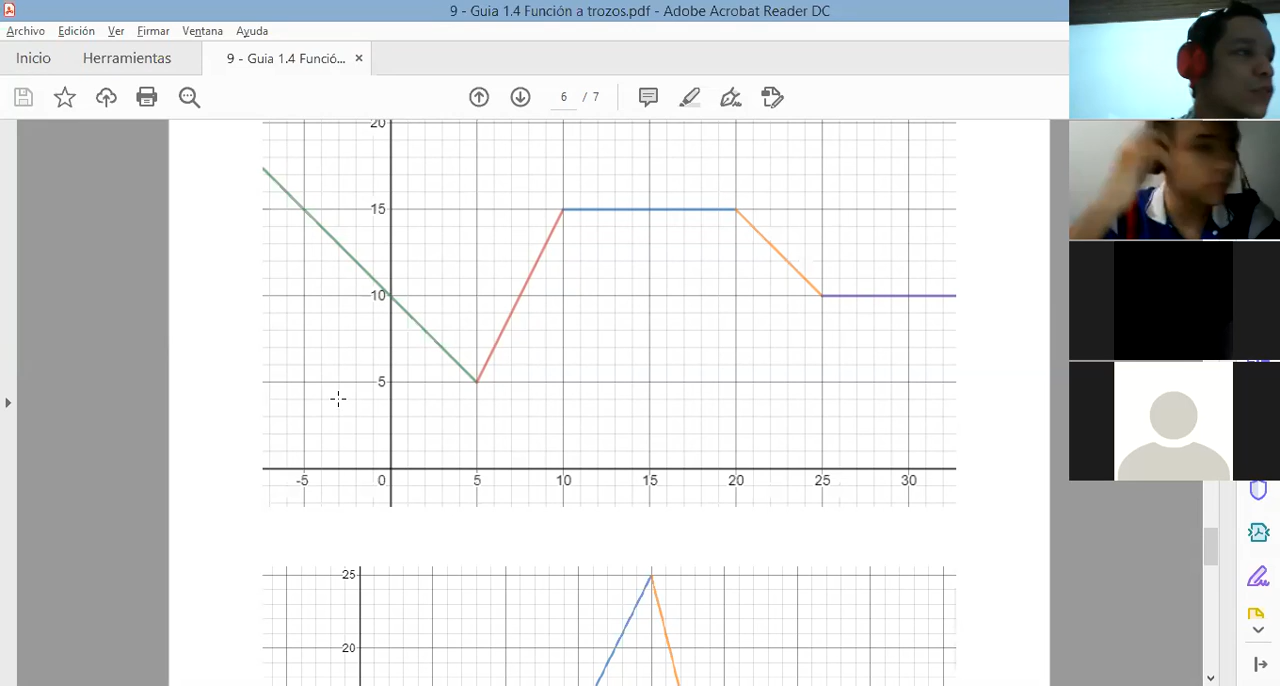 9 - Guia 1.4 Función a trozos.pdf - Adobe Acrobat Reader DC
Archivo Edición Ver Firmar Ventana Ayuda
Inicio Herramientas 9 - Guia 1.4 Funció... ×
6 / 7
20
15
10
5
-5 0 5 10 15 20 25 30
25
20